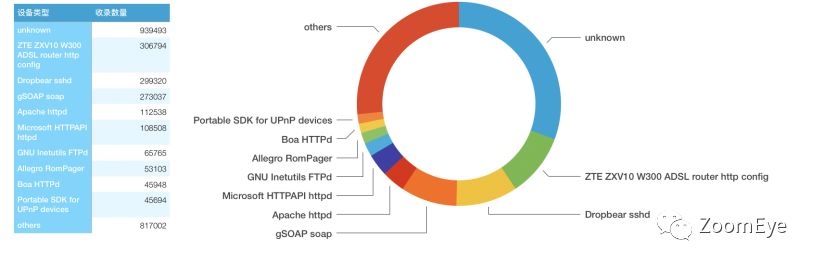 设备类型 收录数量
unknown 939493
ZTE ZXV10 W300 306794
ADSL router http
config
Dropbear sshd 299320
gSOAP soap 273037
Apache httpd 112538
Microsoft HTTPAPI 108508
httpd
GNU Inetutils FTPd 65765
Allegro RomPager 53103
Boa HTTPd 45948
Portable SDK for 45694
UPnP devices
others 817002
others
unknown
Portable SDK for UPnP devices
Boa HTTPd
Allegro RomPager
GNU Inetutils FTPd
Microsoft HTTPAPI httpd
Apache httpd
gSOAP soap
ZTE ZXV10 W300 ADSL router http config
Dropbear sshd
ZoomEye